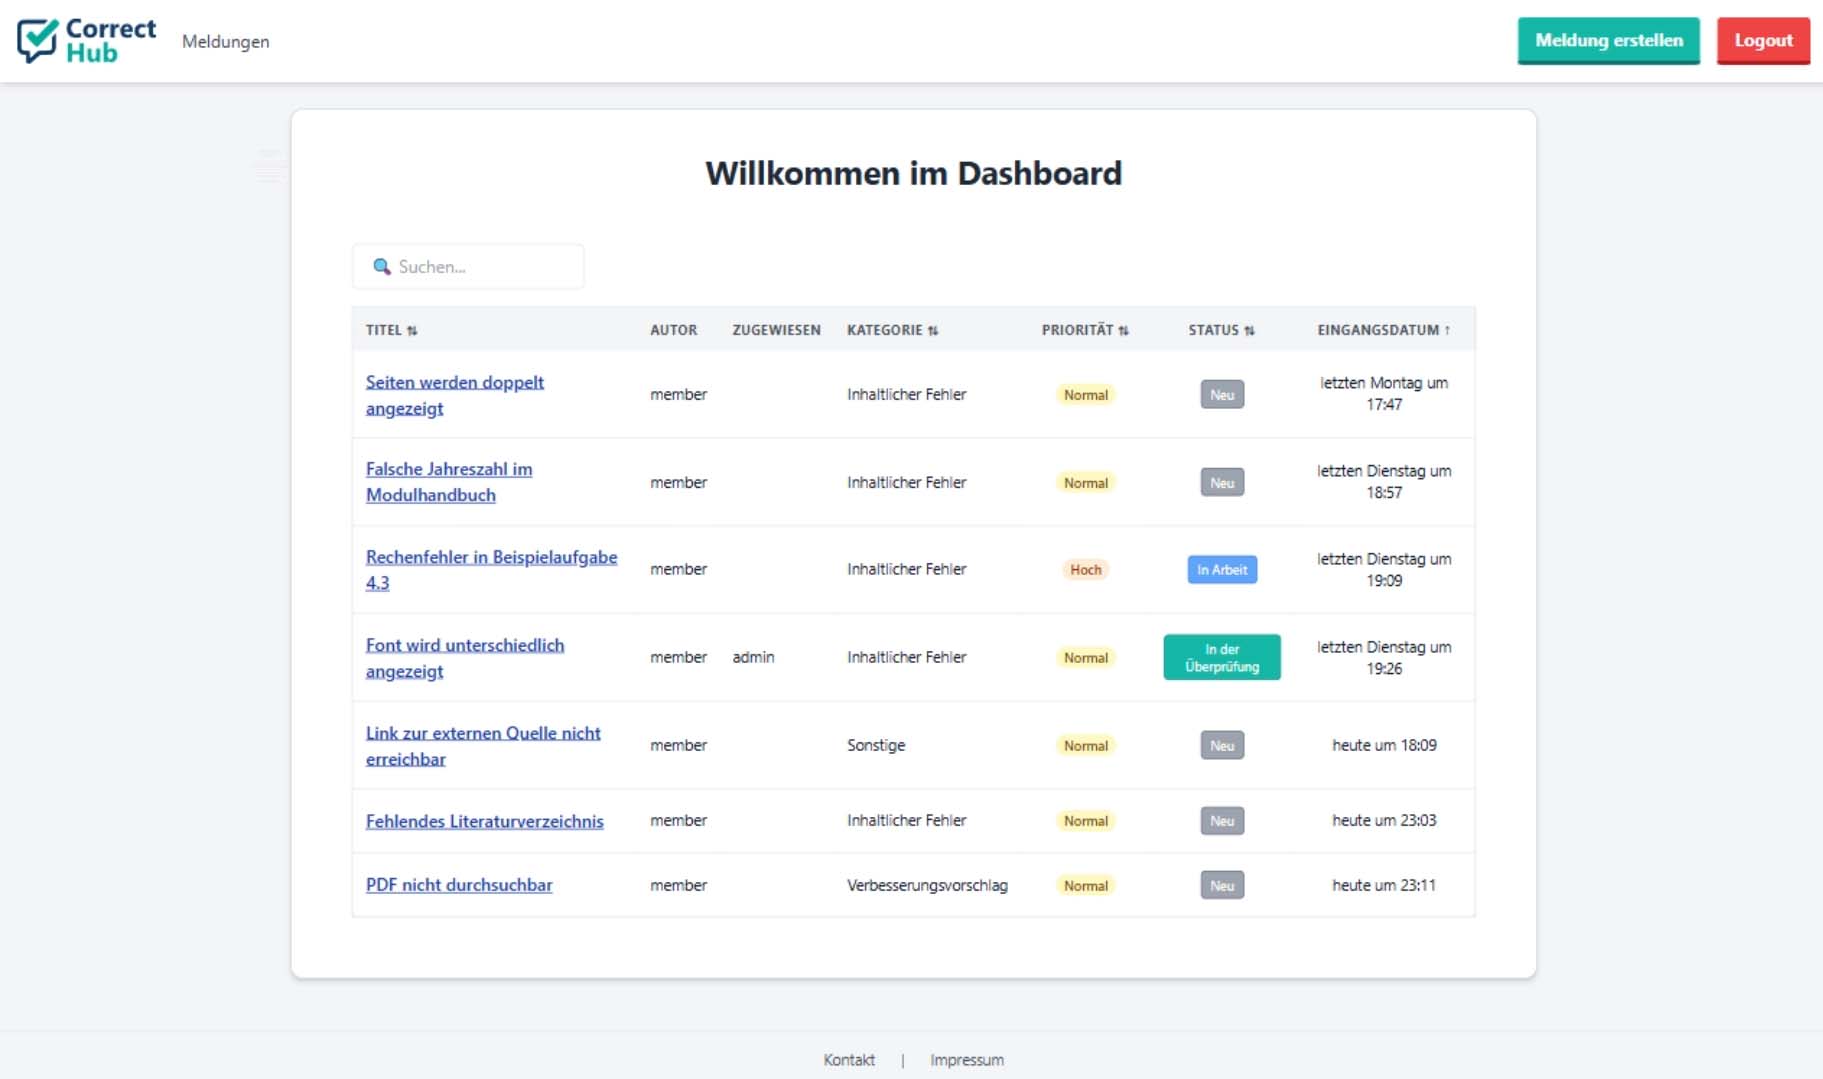 Correct
Hub
Meldungen
Meldung erstellen
Logout
Willkommen im Dashboard
Suchen...
TITEL ⇅ AUTOR ZUGEWIESEN KATEGORIE ⇅ PRIORITÄT ⇅ STATUS ⇅ EINGANGSDATUM ↑
Seiten werden doppelt
angezeigt
member Inhaltlicher Fehler Normal Neu
letzten Montag um
17:47
Falsche Jahreszahl im
Modulhandbuch
member Inhaltlicher Fehler Normal Neu
letzten Dienstag um
18:57
Rechenfehler in Beispielaufgabe
4.3
member Inhaltlicher Fehler Hoch In Arbeit
letzten Dienstag um
19:09
Font wird unterschiedlich
angezeigt
member admin Inhaltlicher Fehler Normal
In der
Überprüfung
letzten Dienstag um
19:26
Link zur externen Quelle nicht
erreichbar
member Sonstige Normal Neu heute um 18:09
Fehlendes Literaturverzeichnis member Inhaltlicher Fehler Normal Neu heute um 23:03
PDF nicht durchsuchbar member Verbesserungsvorschlag Normal Neu heute um 23:11
Kontakt | Impressum